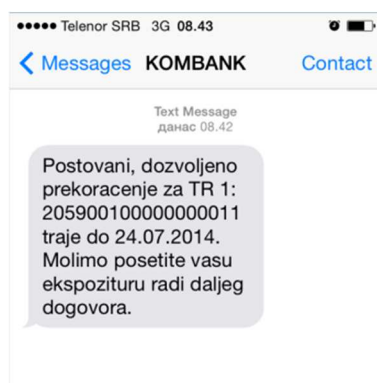 Telenor SRB 3G 08.43
Messages KOMBANK Contact
Text Message
данас 08.42
Postovani, dozvoljeno
prekoracenje za TR 1:
205900100000000011
traje do 24.07.2014.
Molimo posetite vasu
ekspozituru radi daljeg
dogovora.